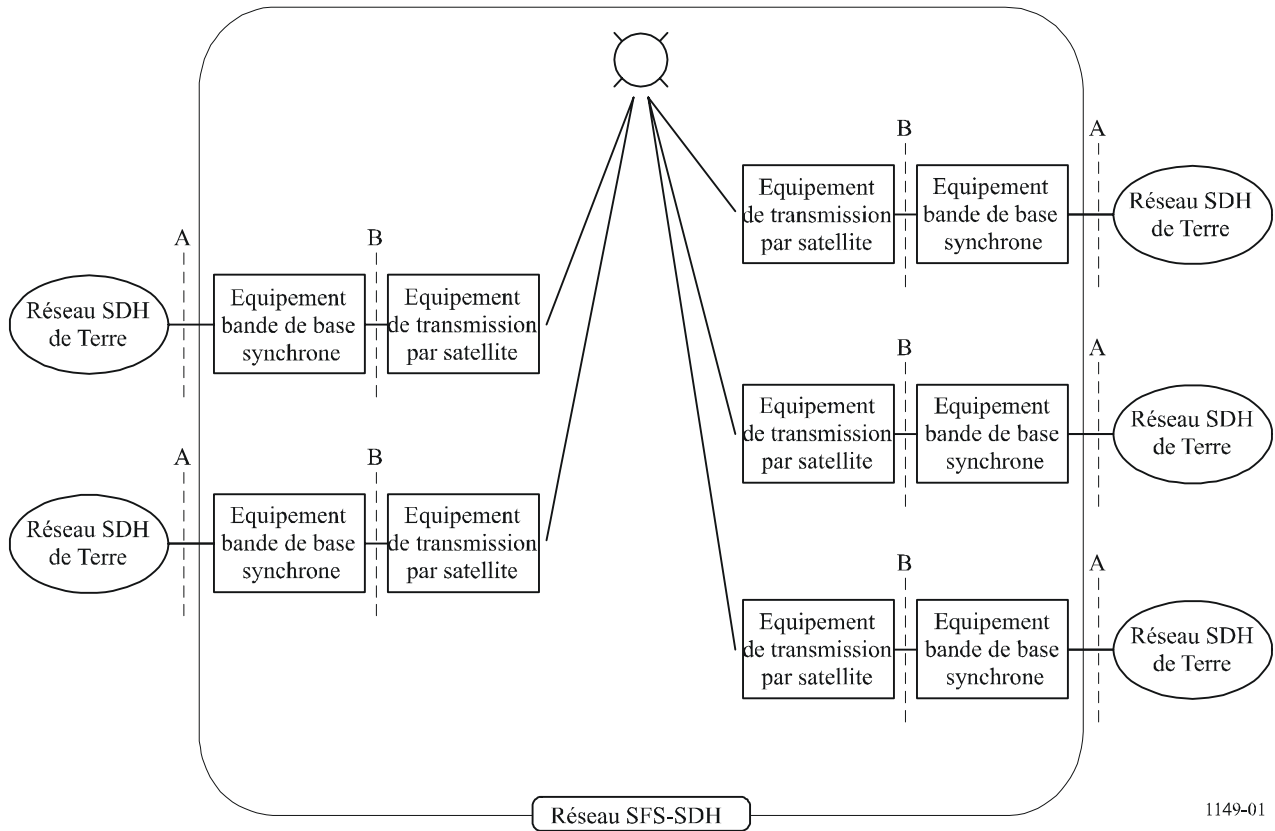 B
A
Equipement
de transmission
par satellite
Equipement
bande de base
synchrone
Réseau SDH
de Terre
A
B
Réseau SDH
de Terre
Equipement
bande de base
synchrone
Equipement
de transmission
par satellite
B
A
Equipement
de transmission
par satellite
Equipement
bande de base
synchrone
Réseau SDH
de Terre
A
B
Réseau SDH
de Terre
Equipement
bande de base
synchrone
Equipement
de transmission
par satellite
B
A
Equipement
de transmission
par satellite
Equipement
bande de base
synchrone
Réseau SDH
de Terre
Réseau SFS-SDH
1149-01